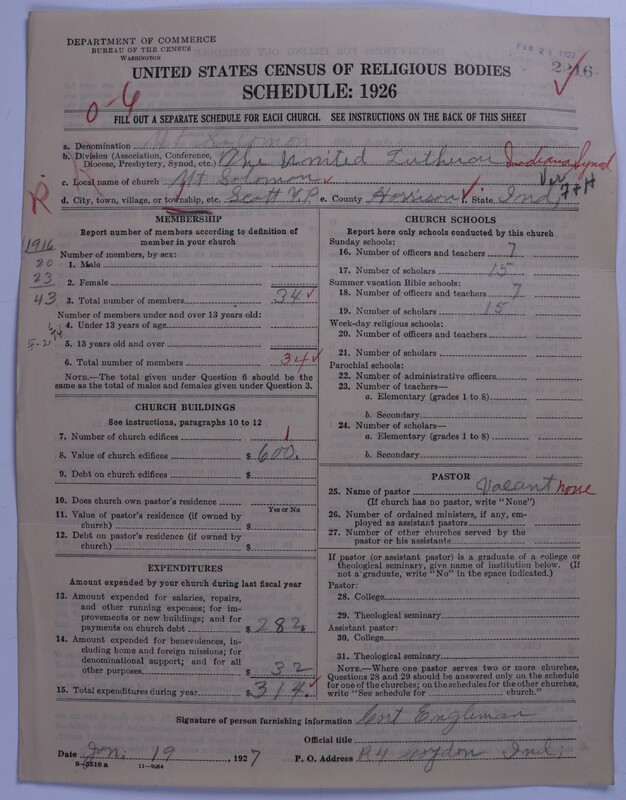 DEPARTMENT OF COMMERCE
BUREAU OF THE CENSUS
WASHINGTON
FEB 21 1927
2216
UNITED STATES CENSUS OF RELIGIOUS BODIES
SCHEDULE: 1926
0-6
FILL OUT A SEPARATE SCHEDULE FOR EACH CHURCH. SEE INSTRUCTIONS ON THE BACK OF THIS SHEET
a. Denomination Mt Solomon
b. Division (Association, Conference, Diocese, Presbytery, Synod, etc.) The United Lutheran Indiana Synd
c. Local name of church Mt Solomon
R
d. City, town, village, or township, etc. Scott e. County Harrison f. State Ind
MEMBERSHIP
Report number of members according to definition of member in your church
1916
20
23
43
Number of members, by sex:
1. Male
2. Female
3. Total number of members 34
Number of members under and over 13 years old:
4. Under 13 years of age
5. 13 years old and over
6. Total number of members 34
NOTE.—The total given under Question 6 should be the same as the total of males and females given under Question 3.
CHURCH BUILDINGS
See instructions, paragraphs 10 to 12
7. Number of church edifices 1
8. Value of church edifices $ 600.
9. Debt on church edifices $
10. Does church own pastor's residence
Yes or No
11. Value of pastor's residence (if owned by church) $
12. Debt on pastor's residence (if owned by church) $
EXPENDITURES
Amount expended by your church during last fiscal year
13. Amount expended for salaries, repairs, and other running expenses; for improvements or new buildings; and for payments on church debt $ 282.
14. Amount expended for benevolences, including home and foreign missions; for denominational support; and for all other purposes $ 32
15. Total expenditures during year $ 314.
CHURCH SCHOOLS
Report here only schools conducted by this church
Sunday schools:
16. Number of officers and teachers 7
17. Number of scholars 15
Summer vacation Bible schools:
18. Number of officers and teachers 7
19. Number of scholars 15
Week-day religious schools:
20. Number of officers and teachers
21. Number of scholars
Parochial schools:
22. Number of administrative officers
23. Number of teachers—
a. Elementary (grades 1 to 8)
b. Secondary
24. Number of scholars—
a. Elementary (grades 1 to 8)
b. Secondary
PASTOR
25. Name of pastor Vacant none
(If church has no pastor, write "None")
26. Number of ordained ministers, if any, employed as assistant pastors
27. Number of other churches served by the pastor or his assistants
If pastor (or assistant pastor) is a graduate of a college or theological seminary, give name of institution below. (If not a graduate, write "No" in the space indicated.)
Pastor:
28. College
29. Theological seminary
Assistant pastor:
30. College
31. Theological seminary
NOTE.—Where one pastor serves two or more churches, Questions 28 and 29 should be answered only on the schedule for one of the churches; on the schedules for the other churches, write "See schedule for church."
Signature of person furnishing information Engleman
Official title
Date Jan. 19, 1927 P. O. Address R 4 Corydon Ind;
8-5518 a 11-9054